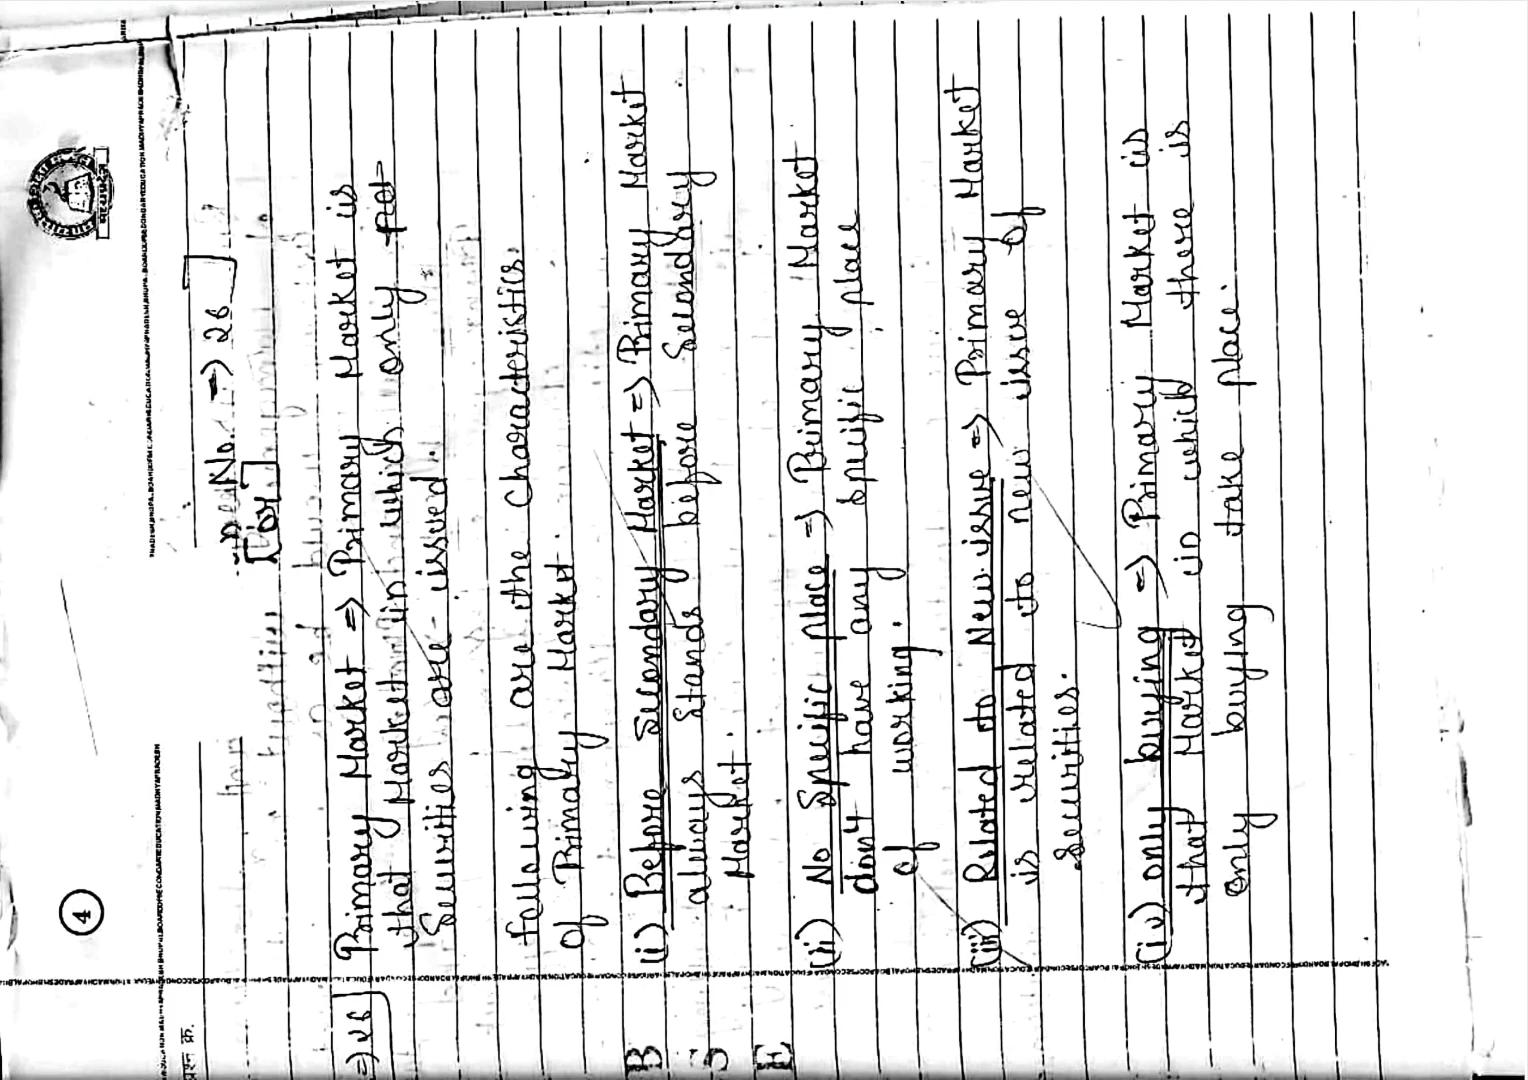 4
प्रश्न क्र.
No. => 26
[or]
=) 26
Primary Market => Primary Market is
that Market in which only not
Securities are issued.
following are the characteristics
of Primary Market.
(i) Before Secondary Market => Primary Market
always stands before Secondary
Market.
(ii) No Specific place => Primary Market
don't have any specific place
of working.
(iii) Related to New issue => Primary Market
is related to new issue of
Securities.
(iv) only buying => Primary Market is
that Market in which there is
only buying take place.
B
S
E